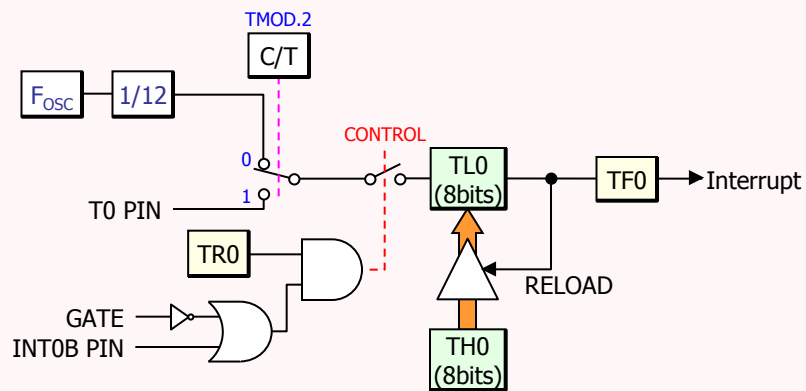 TMOD.2
C/T
FOSC
1/12
CONTROL
0
1
T0 PIN
TL0
(8bits)
TF0
Interrupt
TR0
RELOAD
GATE
INT0B PIN
TH0
(8bits)